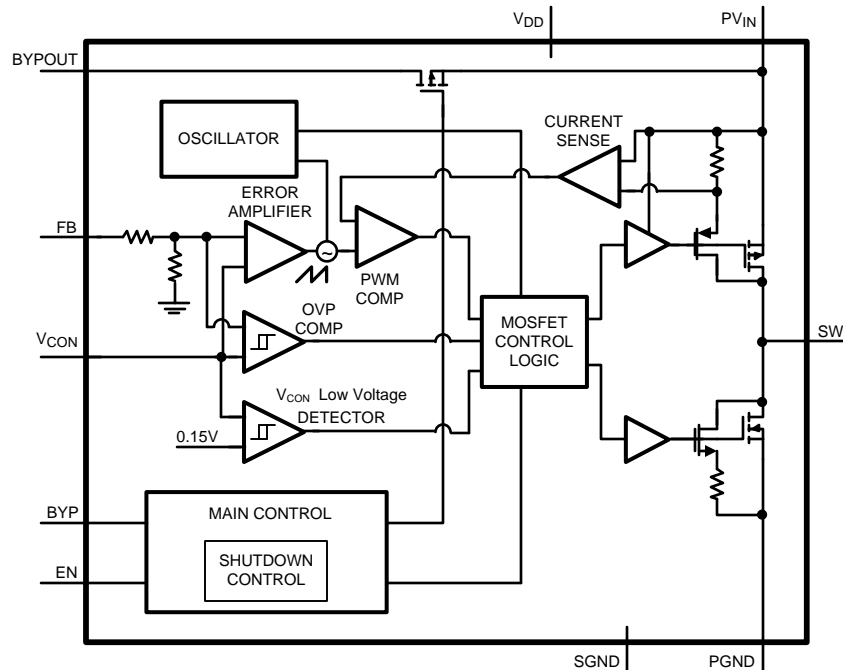 VDD
PVIN
BYPOUT
OSCILLATOR
CURRENT
SENSE
ERROR
AMPLIFIER
FB
~
PWM
COMP
OVP
COMP
MOSFET
CONTROL
LOGIC
VCON
SW
VCON Low Voltage
DETECTOR
0.15V
BYP
MAIN CONTROL
SHUTDOWN
CONTROL
EN
SGND
PGND